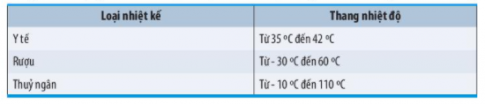 Loại nhiệt kế Thang nhiệt độ
Y tế Từ 35 ºC đến 42 ºC
Rượu Từ - 30 ºC đến 60 ºC
Thuỷ ngân Từ - 10 ºC đến 110 ºC